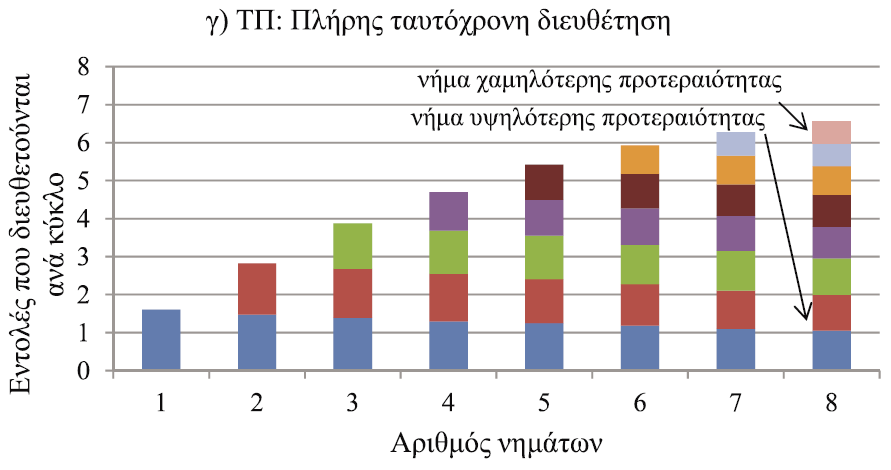 γ) ΤΠ: Πλήρης ταυτόχρονη διευθέτηση
Εντολές που διευθετούνται
ανά κύκλο
8
7
6
5
4
3
2
1
0
νήμα χαμηλότερης προτεραιότητας
νήμα υψηλότερης προτεραιότητας
1 2 3 4 5 6 7 8
Αριθμός νημάτων